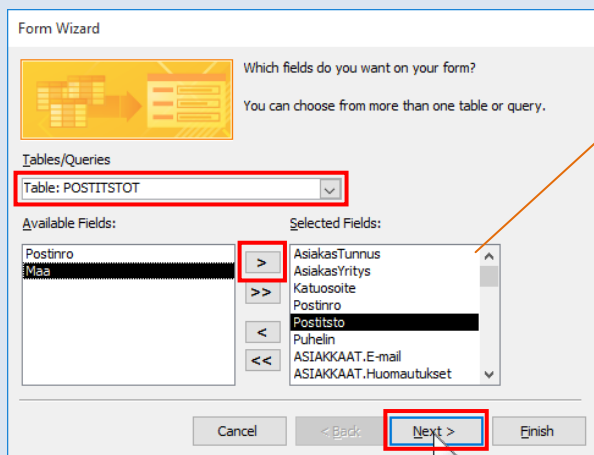 Form Wizard
Which fields do you want on your form?
You can choose from more than one table or query.
Tables/Queries
Table: POSTITSTOT
Available Fields:
Postinro
Maa
>
>>
<
<<
Selected Fields:
AsiakasTunnus
AsiakasYritys
Katuosoite
Postinro
Postitsto
Puhelin
ASIAKKAAT.E-mail
ASIAKKAAT.Huomautukset
Cancel
< Back
Next >
Finish